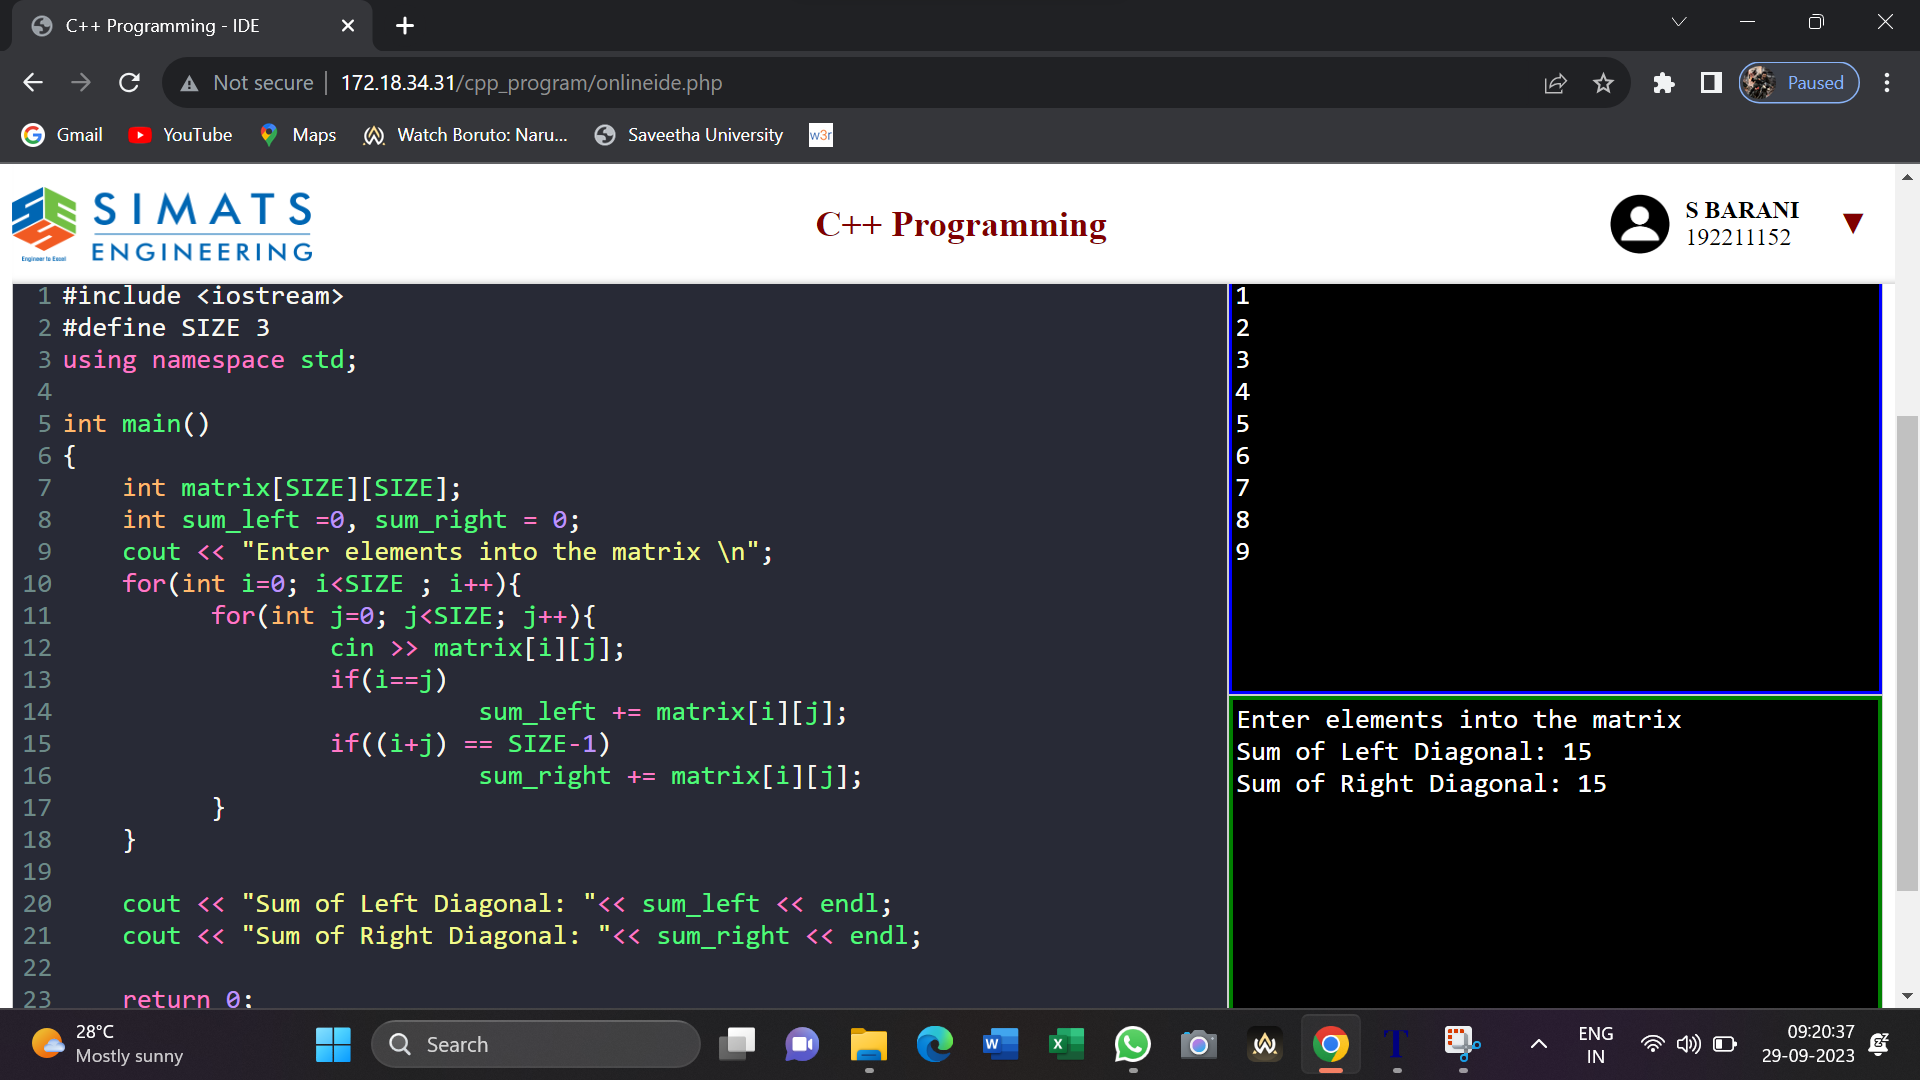 C++ Programming - IDE
Not secure
172.18.34.31/cpp_program/onlineide.php
Paused
Gmail
YouTube
Maps
Watch Boruto: Naru...
Saveetha University
w3r
SIMATS
ENGINEERING
Engineer to Excel
C++ Programming
S BARANI
192211152
1 #include <iostream>
2 #define SIZE 3
3 using namespace std;
4
5 int main()
6 {
7     int matrix[SIZE][SIZE];
8     int sum_left =0, sum_right = 0;
9     cout << "Enter elements into the matrix \n";
10     for(int i=0; i<SIZE ; i++){
11           for(int j=0; j<SIZE; j++){
12                   cin >> matrix[i][j];
13                   if(i==j)
14                             sum_left += matrix[i][j];
15                   if((i+j) == SIZE-1)
16                             sum_right += matrix[i][j];
17           }
18     }
19
20     cout << "Sum of Left Diagonal: "<< sum_left << endl;
21     cout << "Sum of Right Diagonal: "<< sum_right << endl;
22
23     return 0;
1
2
3
4
5
6
7
8
9
Enter elements into the matrix
Sum of Left Diagonal: 15
Sum of Right Diagonal: 15
28°C
Mostly sunny
Search
ENG
IN
09:20:37
29-09-2023